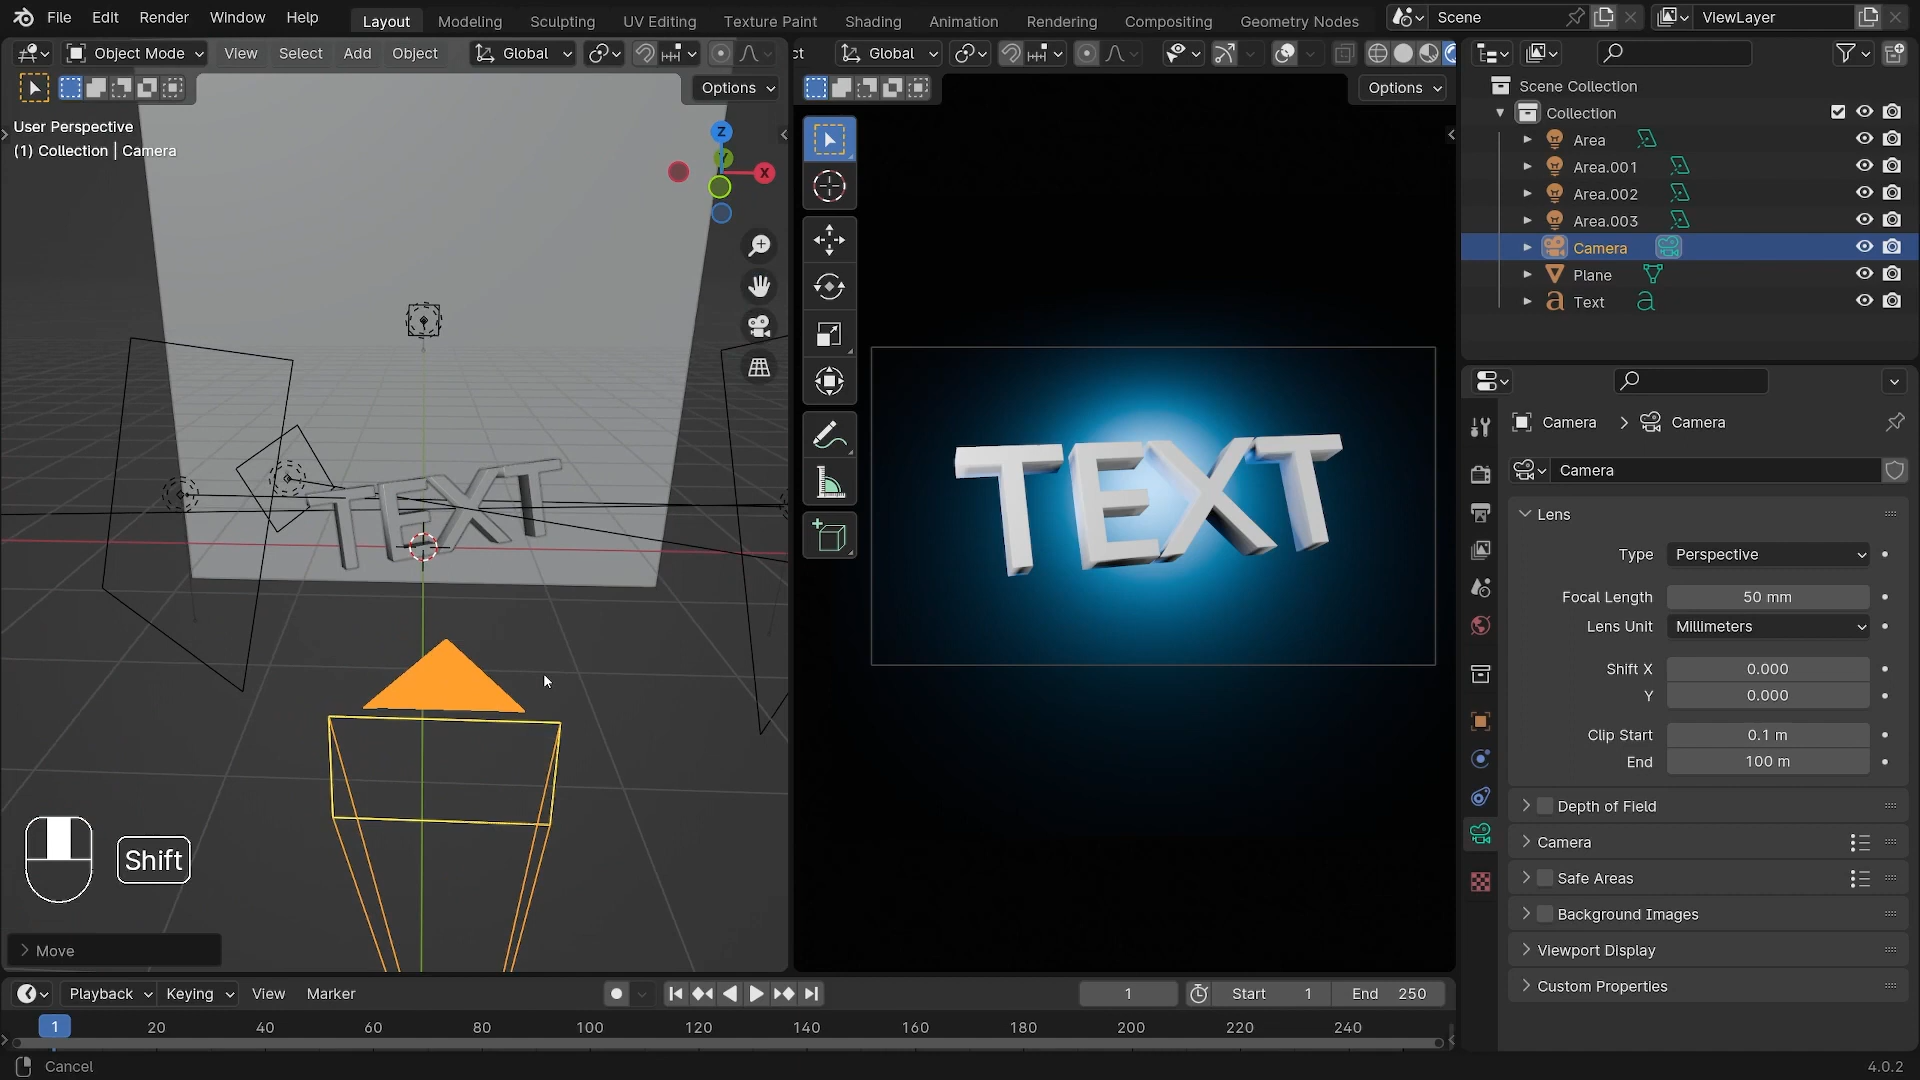 File Edit Render Window Help Layout Modeling Sculpting UV Editing Texture Paint Shading Animation Rendering Compositing Geometry Nodes Scene ViewLayer
Object Mode View Select Add Object Global ct Global
Options Options
User Perspective
(1) Collection | Camera
Z
Y
X
TEXT
TEXT
Shift
Move
Scene Collection
Collection
Area
Area.001
Area.002
Area.003
Camera
Plane
Text
Camera > Camera
Camera
Lens
Type Perspective
Focal Length 50 mm
Lens Unit Millimeters
Shift X 0.000
Y 0.000
Clip Start 0.1 m
End 100 m
Depth of Field
Camera
Safe Areas
Background Images
Viewport Display
Custom Properties
Playback Keying View Marker 1 Start 1 End 250
1 20 40 60 80 100 120 140 160 180 200 220 240
Cancel 4.0.2